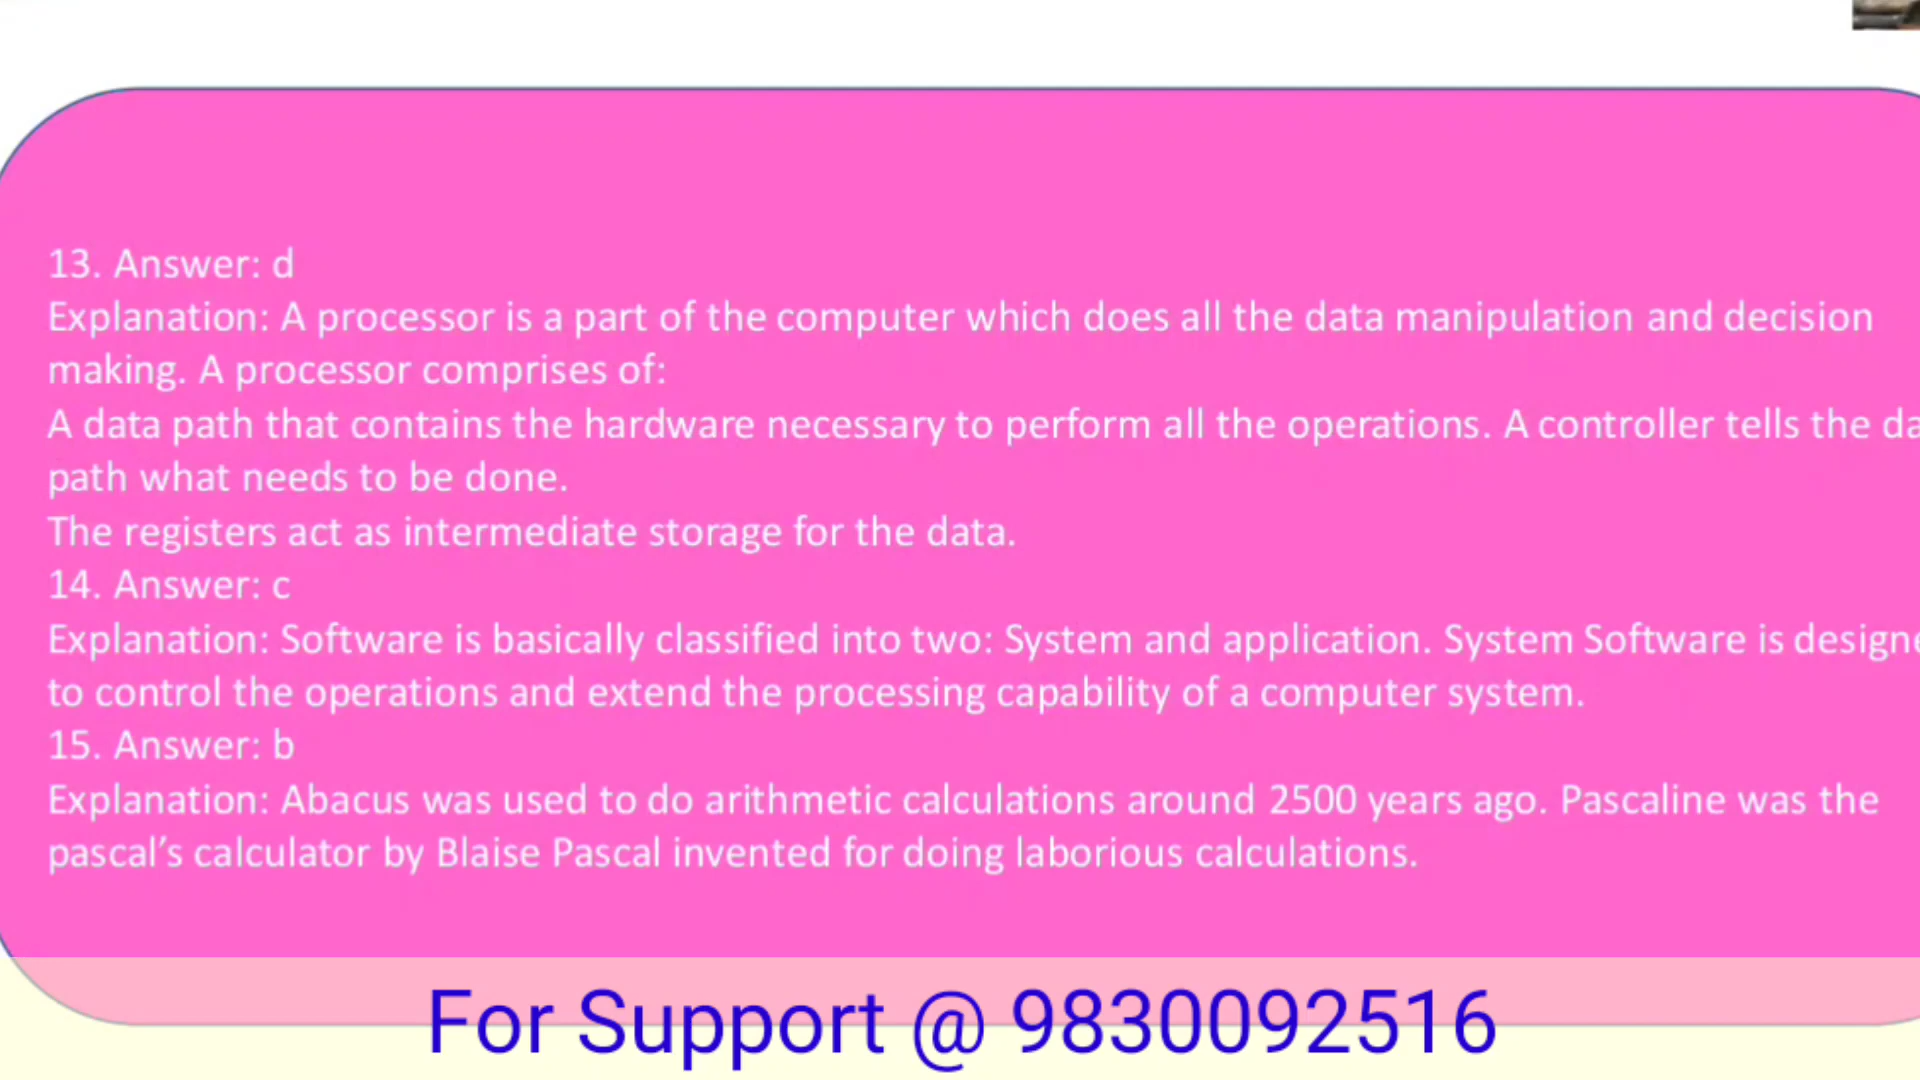 13. Answer: d
Explanation: A processor is a part of the computer which does all the data manipulation and decision
making. A processor comprises of:
A data path that contains the hardware necessary to perform all the operations. A controller tells the da
path what needs to be done.
The registers act as intermediate storage for the data.
14. Answer: c
Explanation: Software is basically classified into two: System and application. System Software is designe
to control the operations and extend the processing capability of a computer system.
15. Answer: b
Explanation: Abacus was used to do arithmetic calculations around 2500 years ago. Pascaline was the
pascal’s calculator by Blaise Pascal invented for doing laborious calculations.
For Support @ 9830092516